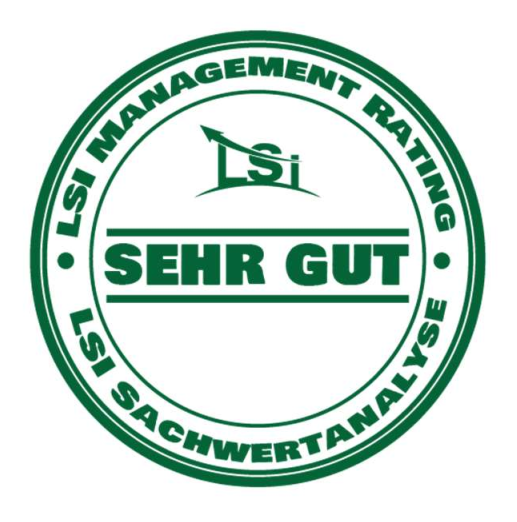 LSI MANAGEMENT RATING
LSi
SEHR GUT
LSI SACHWERTANALYSE